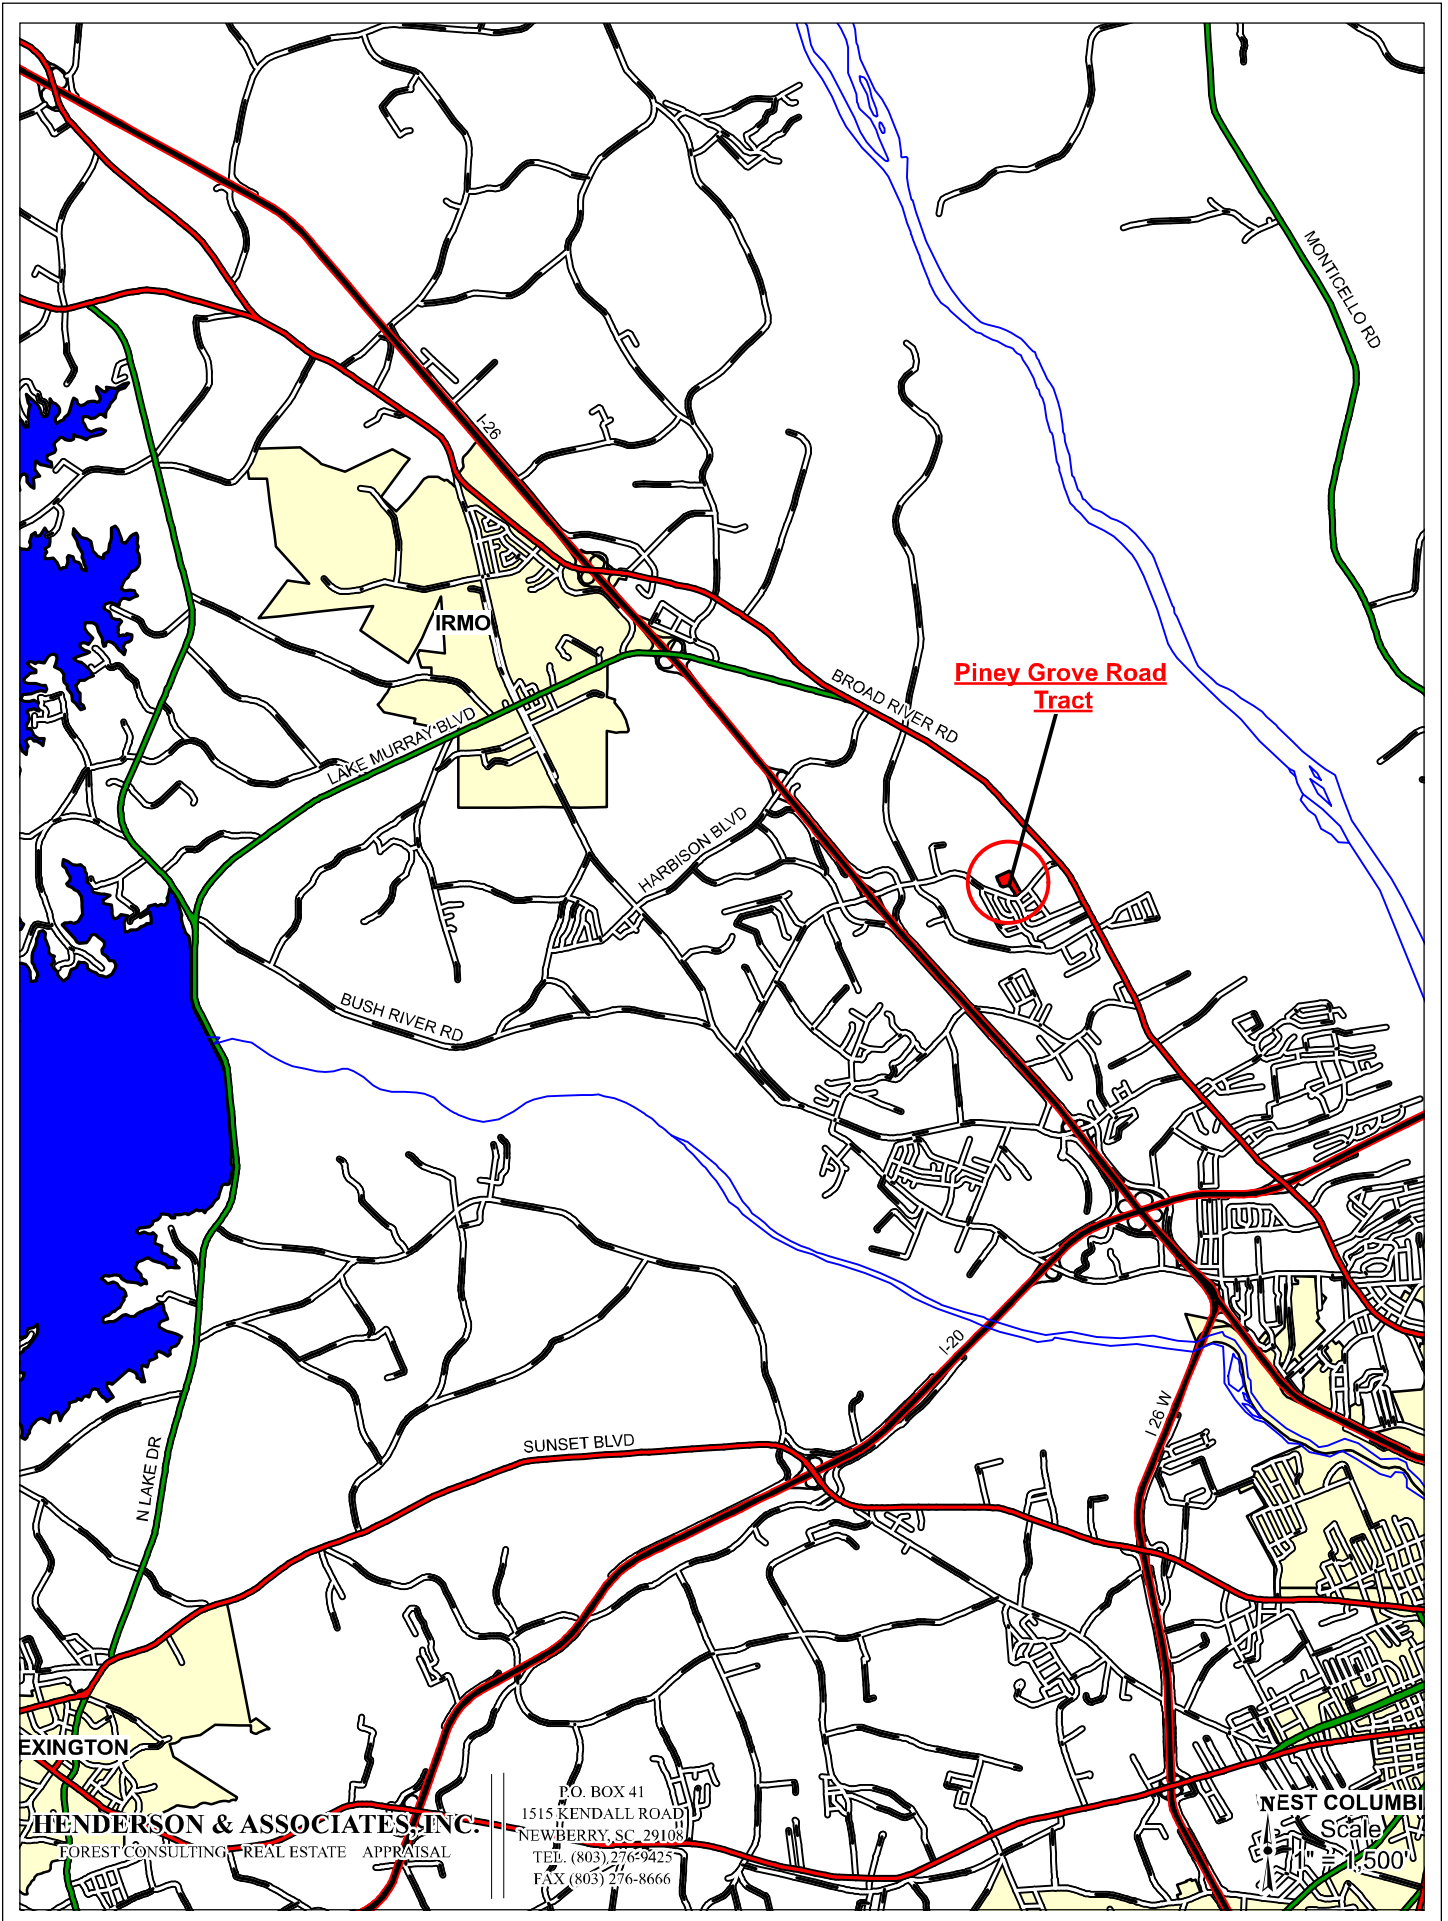 MONTICELLO RD
I-26
IRMO
Piney Grove Road
Tract
BROAD RIVER RD
LAKE MURRAY BLVD
HARBISON BLVD
BUSH RIVER RD
I-20
I 26 W
SUNSET BLVD
N LAKE DR
EXINGTON
HENDERSON & ASSOCIATES, INC.
FOREST CONSULTING REAL ESTATE APPRAISAL
P.O. BOX 41
1515 KENDALL ROAD
NEWBERRY, SC 29108
TEL. (803) 276-9425
FAX (803) 276-8666
N
EST COLUMBI
Scale
1" = 1,500'